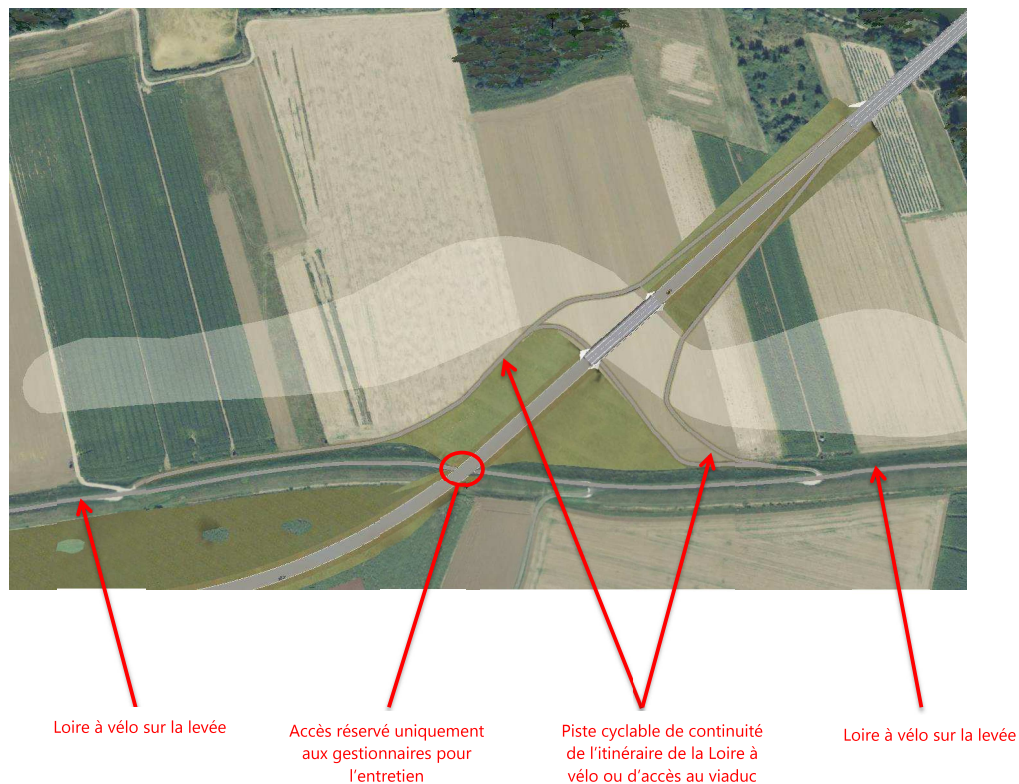 Loire à vélo sur la levée
Accès réservé uniquement
aux gestionnaires pour
l'entretien
Piste cyclable de continuité
de l'itinéraire de la Loire à
vélo ou d'accès au viaduc
Loire à vélo sur la levée